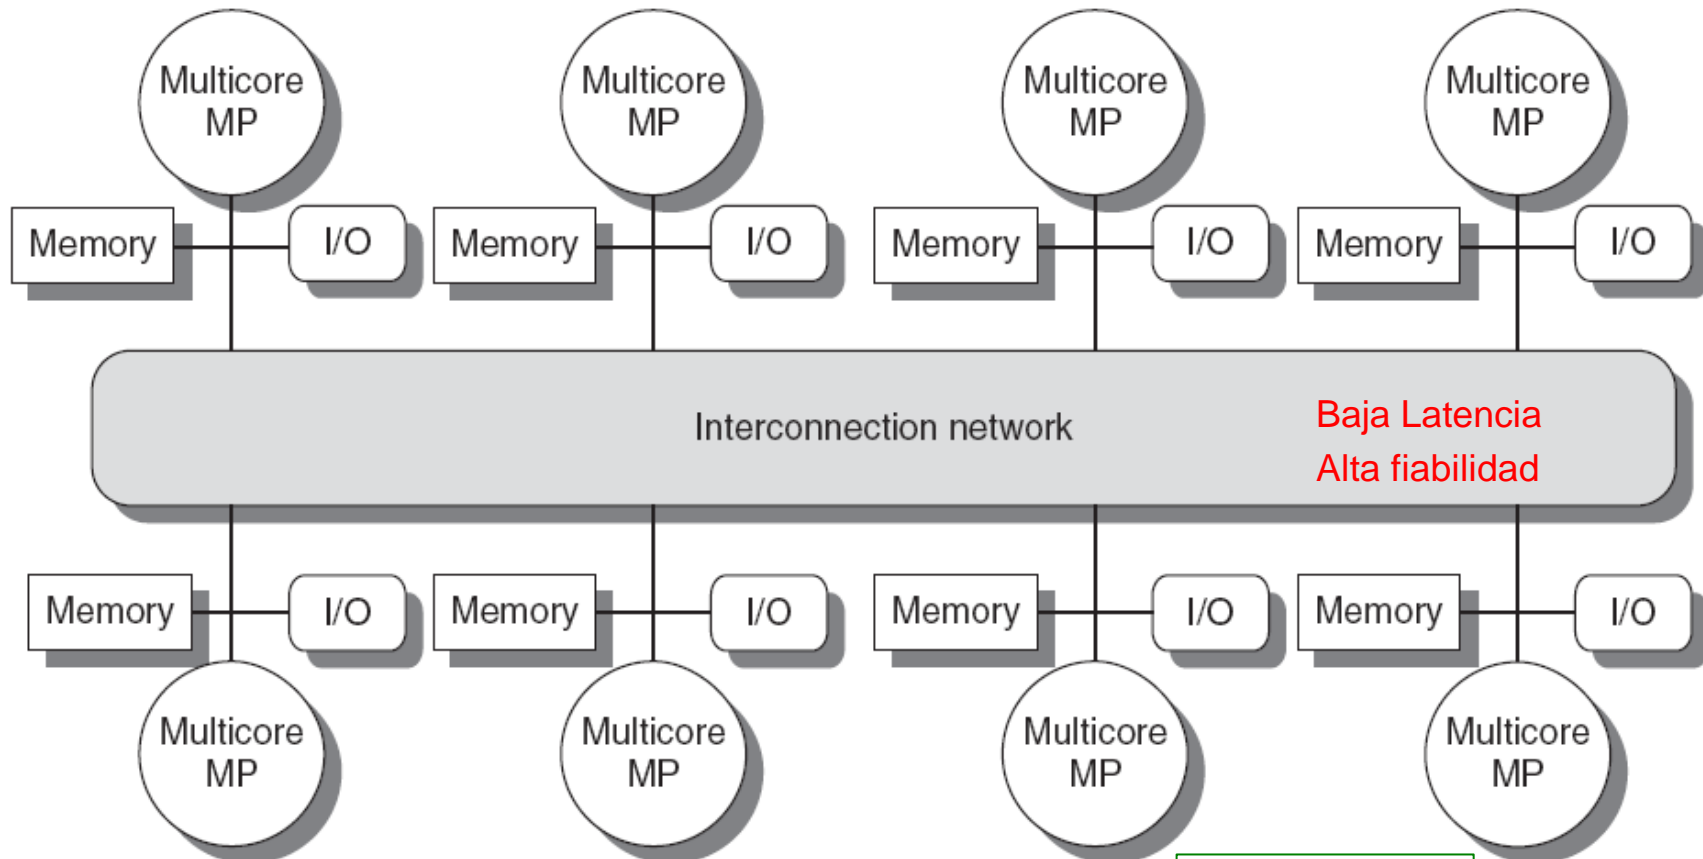 Multicore
MP
Multicore
MP
Multicore
MP
Multicore
MP
Memory
I/O
Memory
I/O
Memory
I/O
Memory
I/O
Interconnection network
Baja Latencia
Alta fiabilidad
Memory
I/O
Memory
I/O
Memory
I/O
Memory
I/O
Multicore
MP
Multicore
MP
Multicore
MP
Multicore
MP